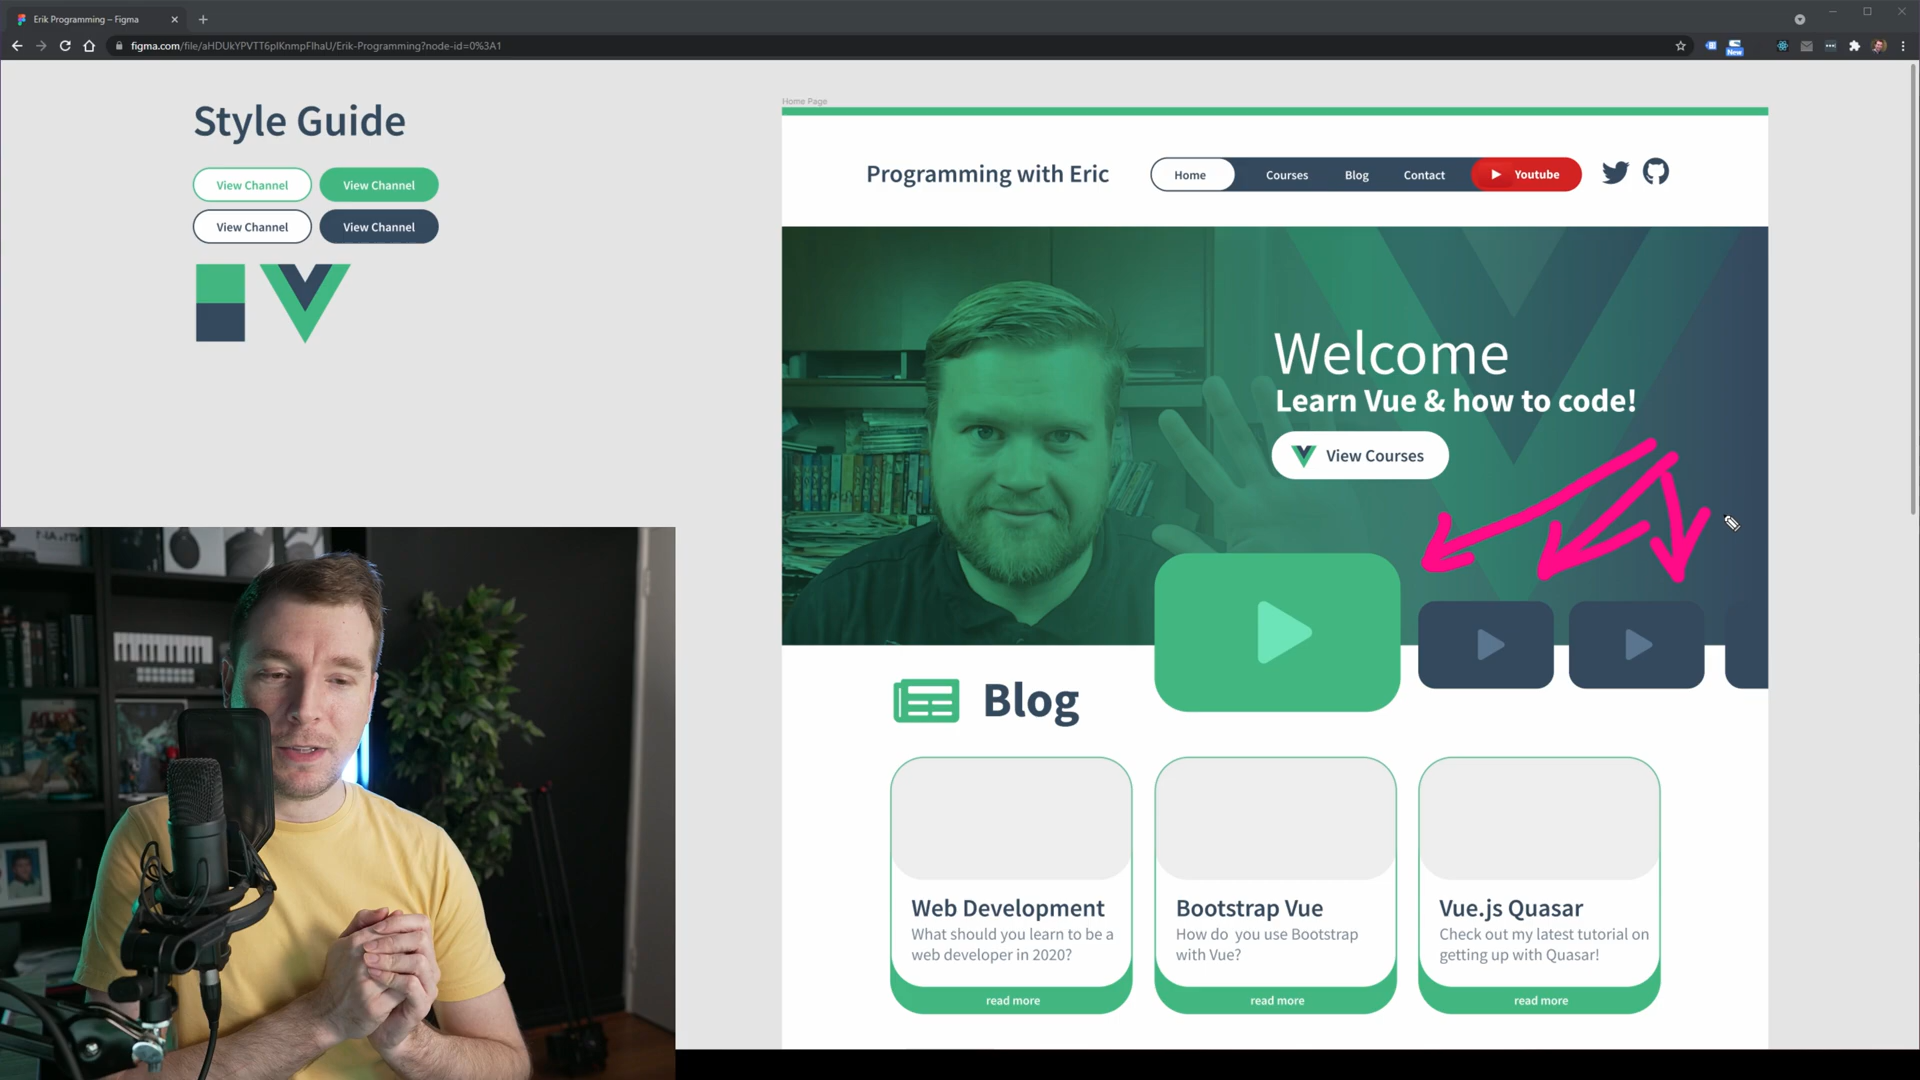 Erik Programming – Figma
figma.com/file/aHDUkYPVTT6plKnmpFlhaU/Erik-Programming?node-id=0%3A1
New
Style Guide
View Channel
View Channel
View Channel
View Channel
Home Page
Programming with Eric
Home
Courses
Blog
Contact
Youtube
Welcome
Learn Vue & how to code!
View Courses
Blog
Web Development
What should you learn to be a
web developer in 2020?
read more
Bootstrap Vue
How do you use Bootstrap
with Vue?
read more
Vue.js Quasar
Check out my latest tutorial on
getting up with Quasar!
read more